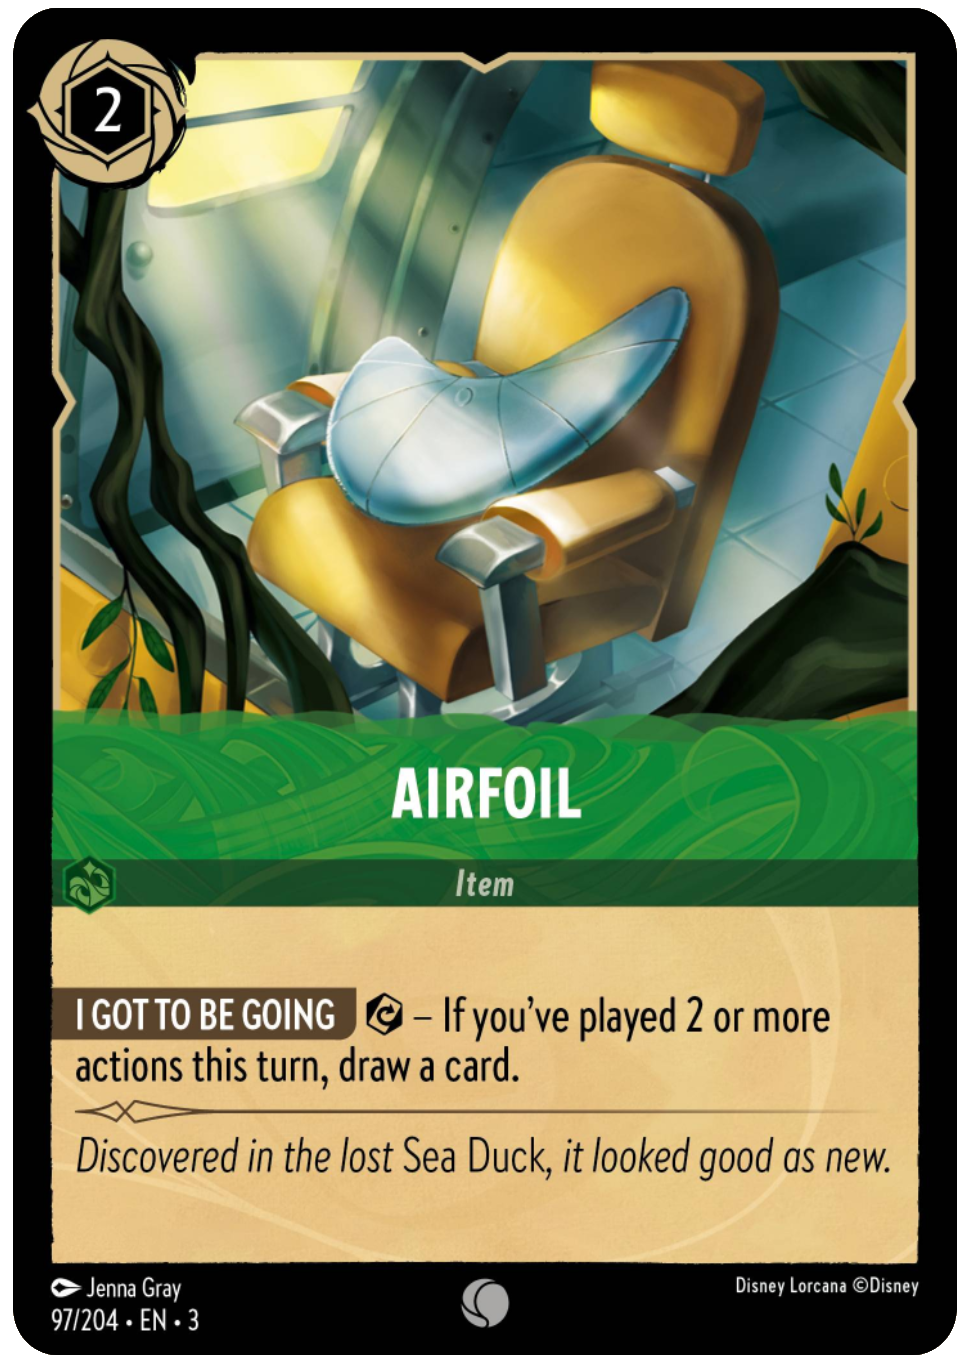 2
AIRFOIL
Item
I GOT TO BE GOING – If you've played 2 or more
actions this turn, draw a card.
Discovered in the lost Sea Duck, it looked good as new.
Jenna Gray
97/204 • EN • 3
Disney Lorcana ©Disney